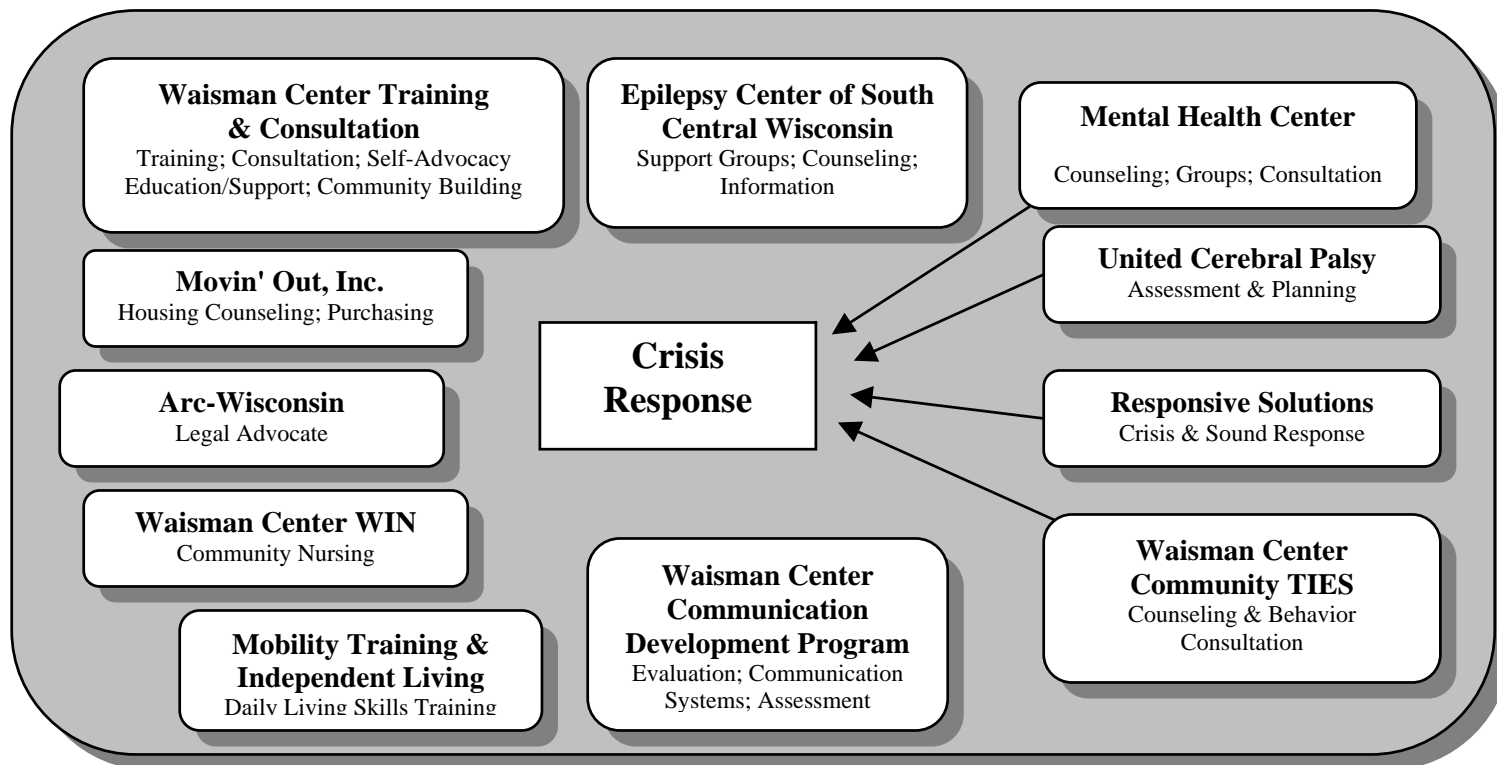 Waisman Center Training
& Consultation
Training; Consultation; Self-Advocacy
Education/Support; Community Building
Epilepsy Center of South
Central Wisconsin
Support Groups; Counseling;
Information
Mental Health Center
Counseling; Groups; Consultation
Movin' Out, Inc.
Housing Counseling; Purchasing
United Cerebral Palsy
Assessment & Planning
Crisis
Response
Arc-Wisconsin
Legal Advocate
Responsive Solutions
Crisis & Sound Response
Waisman Center WIN
Community Nursing
Waisman Center
Community TIES
Counseling & Behavior
Consultation
Mobility Training &
Independent Living
Daily Living Skills Training
Waisman Center
Communication
Development Program
Evaluation; Communication
Systems; Assessment